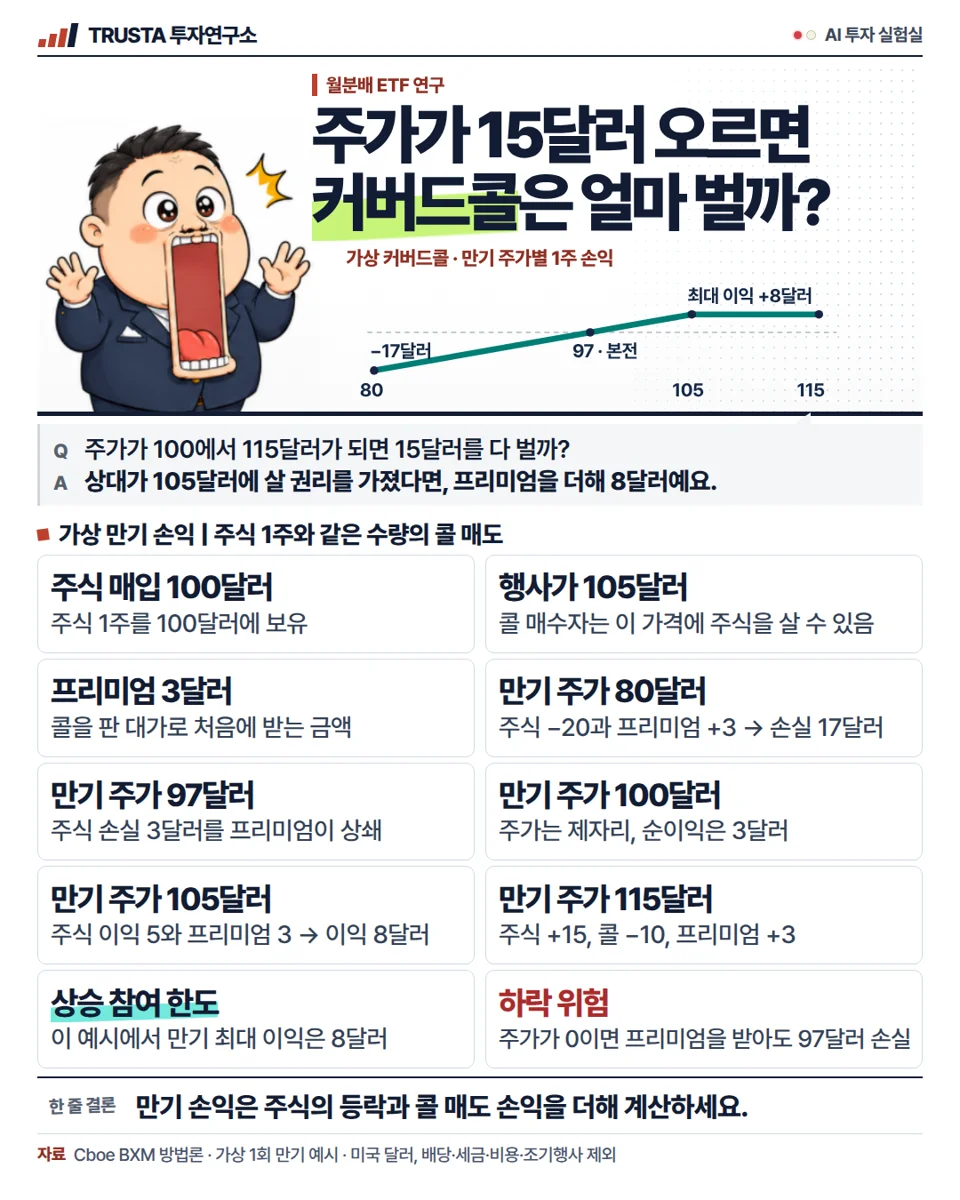 TRUSTA 투자연구소
AI 투자 실험실
월분배 ETF 연구
주가가 15달러 오르면
커버드콜은 얼마 벌까?
가상 커버드콜 · 만기 주가별 1주 손익
최대 이익 +8달러
−17달러
97 · 본전
80
105
115
Q 주가가 100에서 115달러가 되면 15달러를 다 벌까?
A 상대가 105달러에 살 권리를 가졌다면, 프리미엄을 더해 8달러예요.
가상 만기 손익 | 주식 1주와 같은 수량의 콜 매도
주식 매입 100달러
주식 1주를 100달러에 보유
행사가 105달러
콜 매수자는 이 가격에 주식을 살 수 있음
프리미엄 3달러
콜을 판 대가로 처음에 받는 금액
만기 주가 80달러
주식 −20과 프리미엄 +3 → 손실 17달러
만기 주가 97달러
주식 손실 3달러를 프리미엄이 상쇄
만기 주가 100달러
주가는 제자리, 순이익은 3달러
만기 주가 105달러
주식 이익 5와 프리미엄 3 → 이익 8달러
만기 주가 115달러
주식 +15, 콜 −10, 프리미엄 +3
상승 참여 한도
이 예시에서 만기 최대 이익은 8달러
하락 위험
주가가 0이면 프리미엄을 받아도 97달러 손실
한 줄 결론 만기 손익은 주식의 등락과 콜 매도 손익을 더해 계산하세요.
자료 Cboe BXM 방법론 · 가상 1회 만기 예시 · 미국 달러, 배당·세금·비용·조기행사 제외